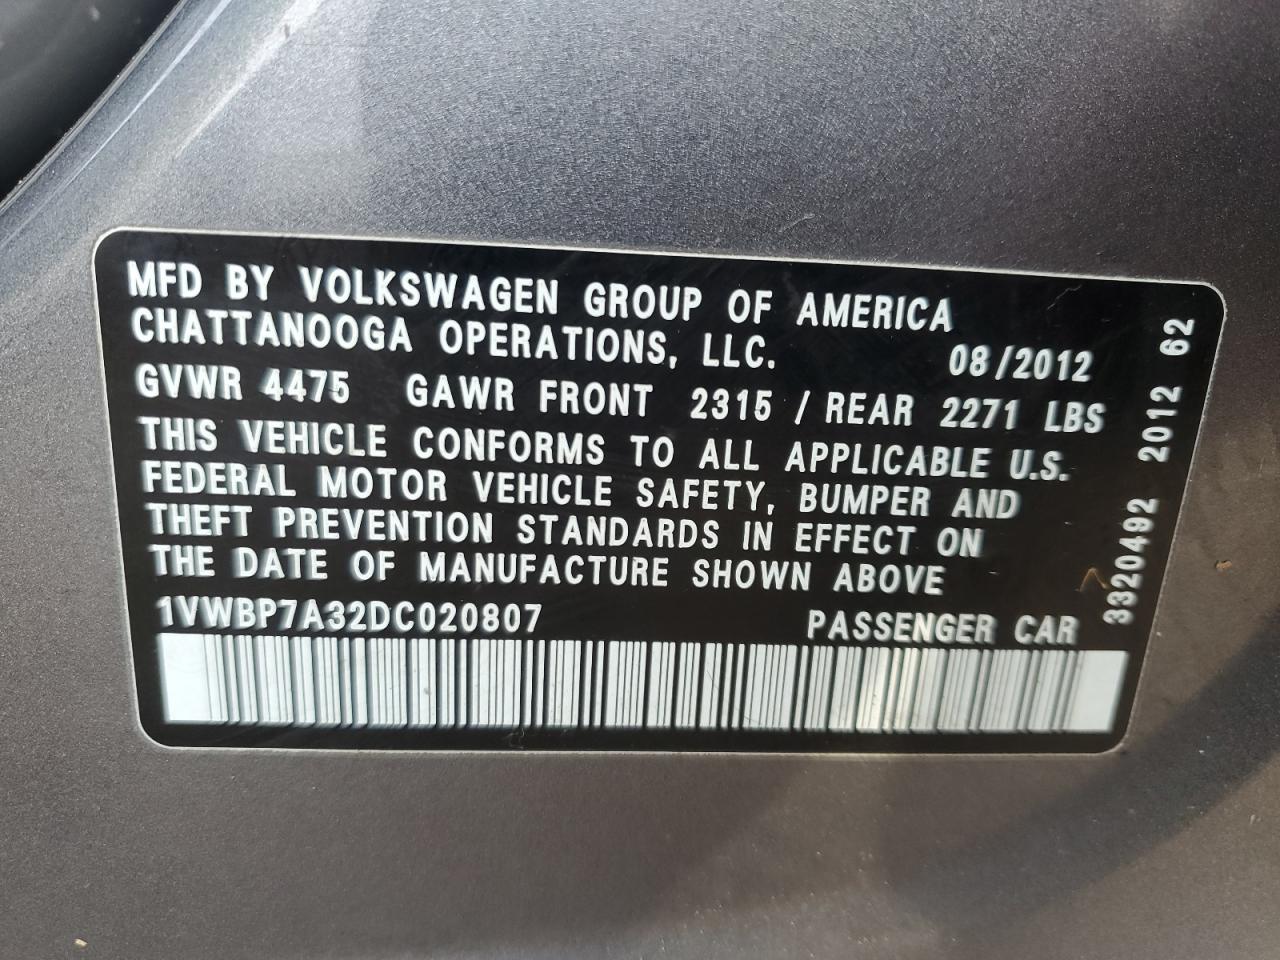 MFD BY VOLKSWAGEN GROUP OF AMERICA
CHATTANOOGA OPERATIONS, LLC. 08/2012
GVWR 4475 GAWR FRONT 2315 / REAR 2271 LBS
THIS VEHICLE CONFORMS TO ALL APPLICABLE U.S.
FEDERAL MOTOR VEHICLE SAFETY, BUMPER AND
THEFT PREVENTION STANDARDS IN EFFECT ON
THE DATE OF MANUFACTURE SHOWN ABOVE
1VWBP7A32DC020807 PASSENGER CAR
3320492 2012 62